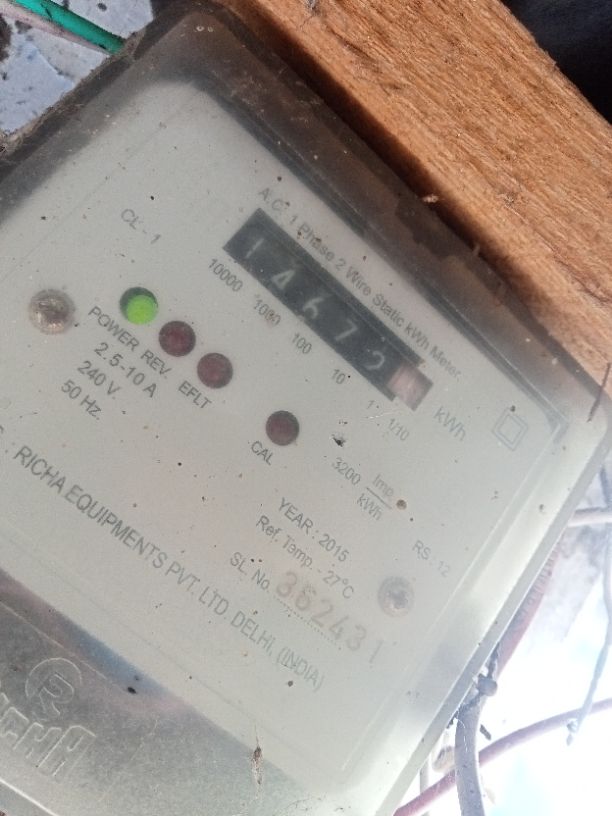 A.C. 1 Phase 2 Wire Static kWh Meter
CL - 1
14672
kWh
10000 1000 100 10 1 1/10
POWER REV. EFLT
2.5-10 A
240 V.
50 Hz.
CAL
3200 Imp / kWh
YEAR : 2015
RS-12
Ref. Temp. - 27°C
SL. No. 362431
RICHA EQUIPMENTS PVT. LTD. DELHI, (INDIA)
R